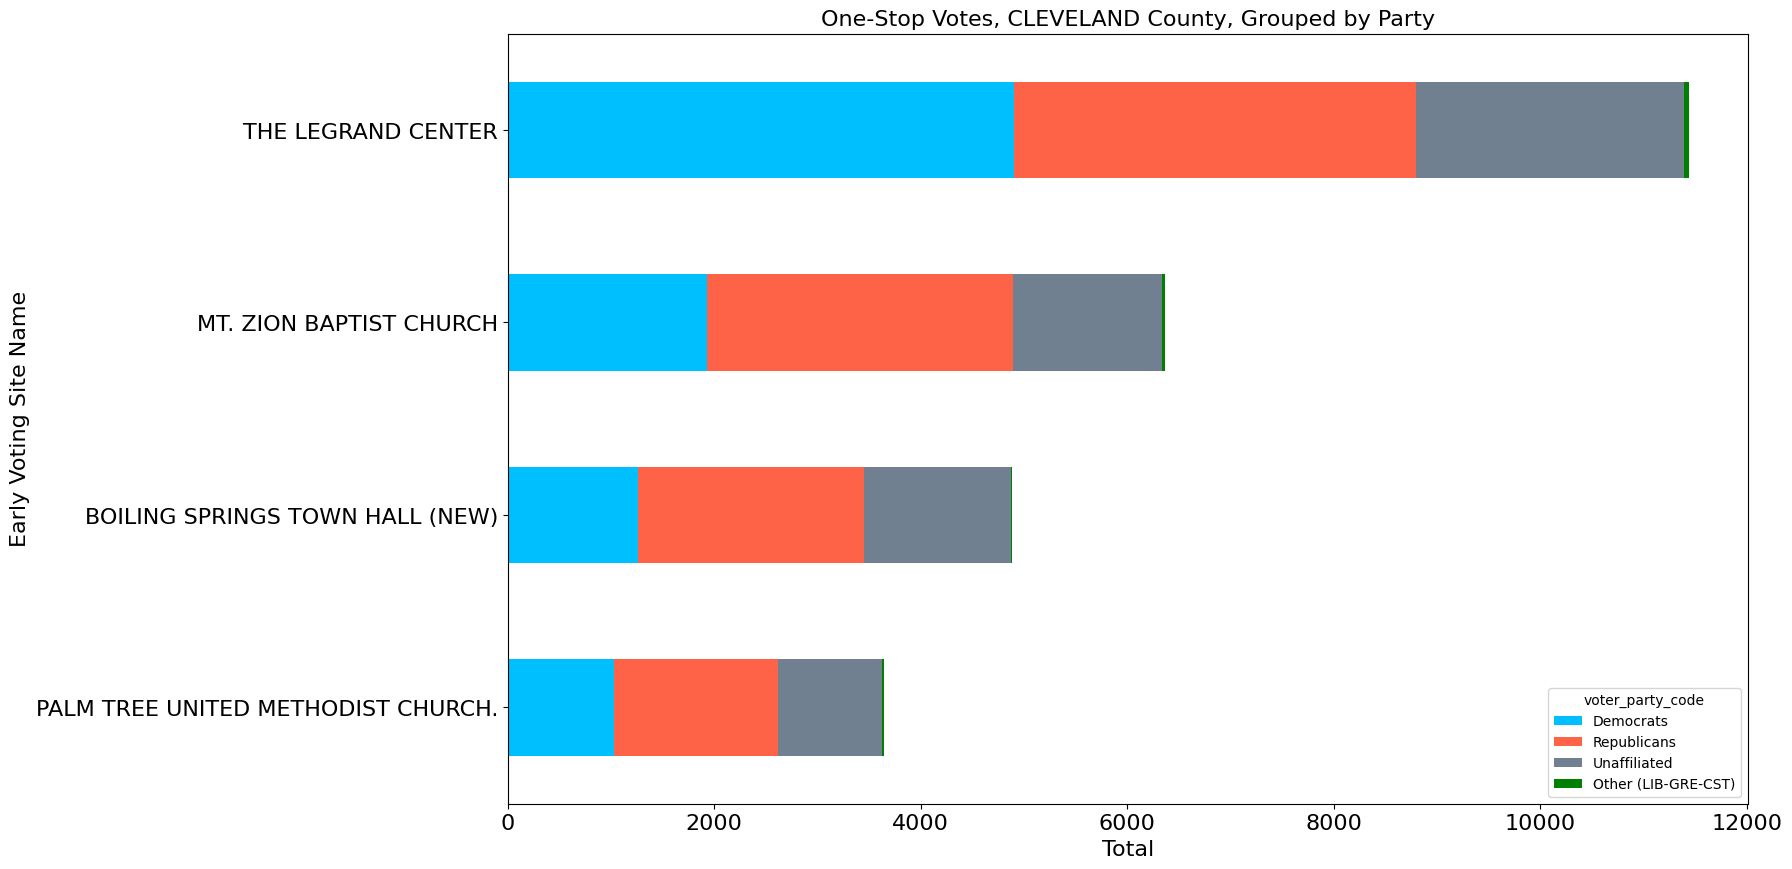 One-Stop Votes, CLEVELAND County, Grouped by Party
Early Voting Site Name
THE LEGRAND CENTER
MT. ZION BAPTIST CHURCH
BOILING SPRINGS TOWN HALL (NEW)
PALM TREE UNITED METHODIST CHURCH.
voter_party_code
Democrats
Republicans
Unaffiliated
Other (LIB-GRE-CST)
0 2000 4000 6000 8000 10000 12000
Total